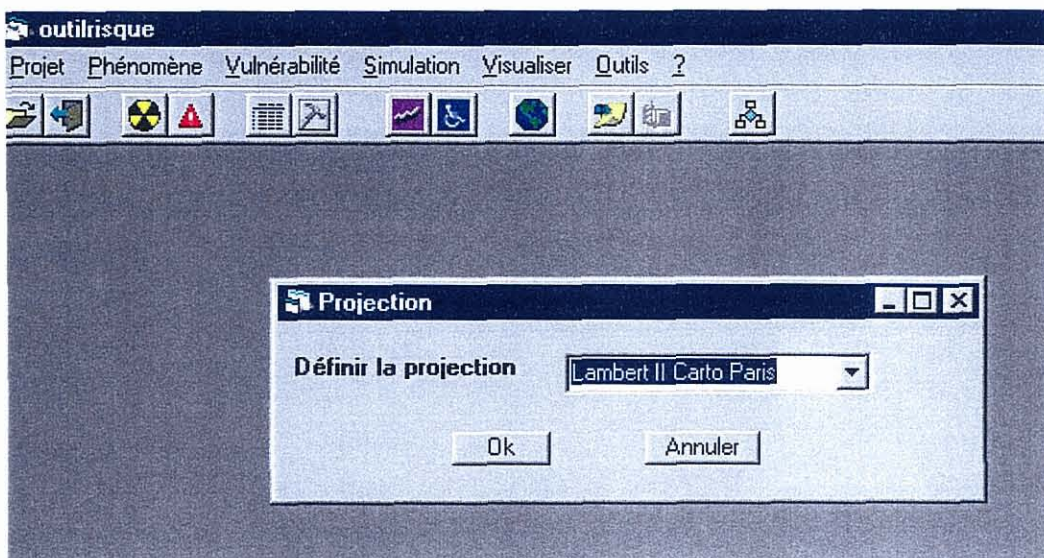 outilrisque
Projet Phénomène Vulnérabilité Simulation Visualiser Outils ?
Projection
Définir la projection Lambert II Carto Paris
Ok Annuler